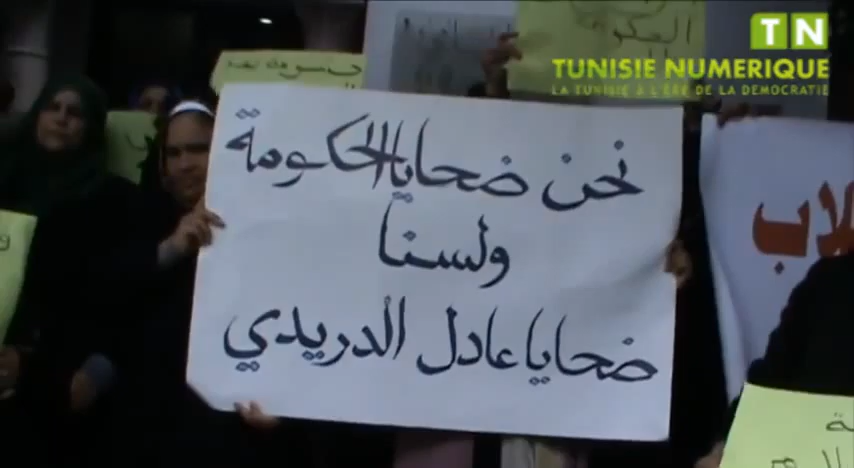 TN
TUNISIE NUMERIQUE
LA TUNISIE À L'ÈRE DE LA DEMOCRATIE
نحن ضحايا الحكومة
ولسنا
ضحايا عادل الدريدي